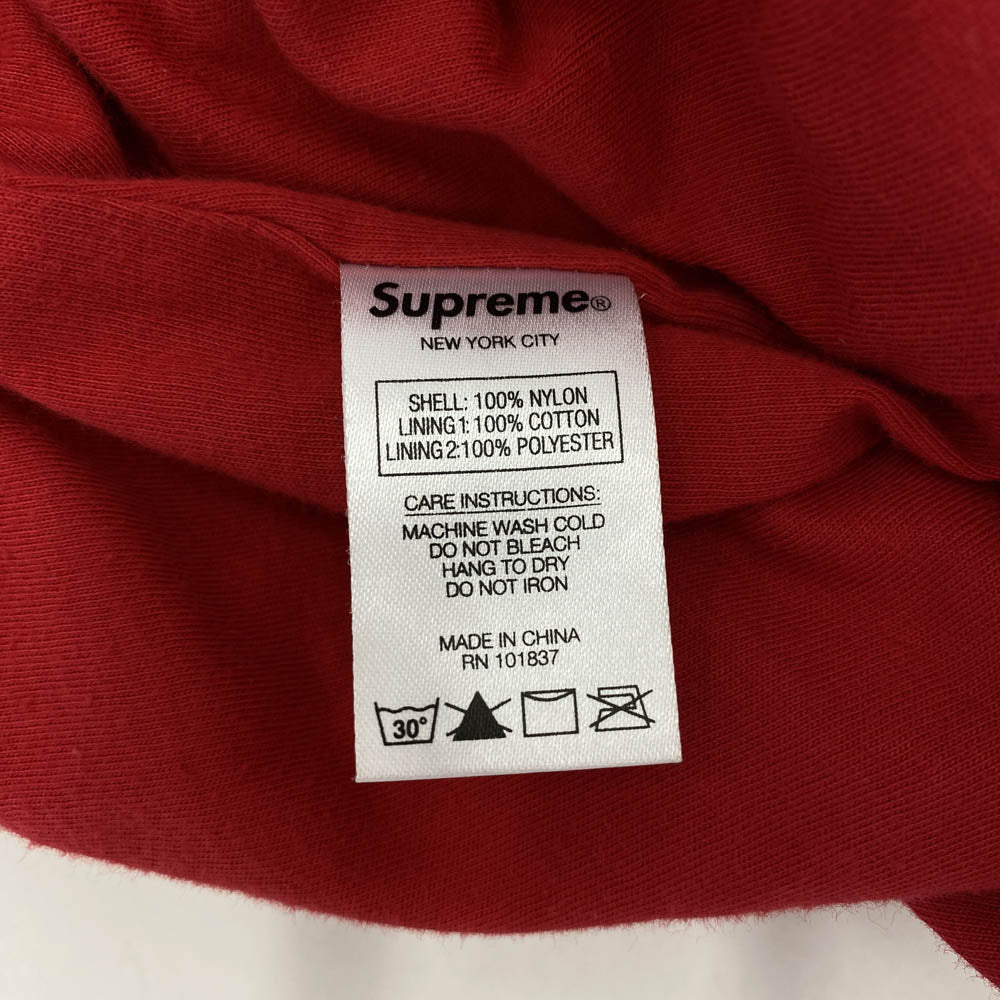 Supreme®
NEW YORK CITY
SHELL: 100% NYLON
LINING 1: 100% COTTON
LINING 2:100% POLYESTER
CARE INSTRUCTIONS:
MACHINE WASH COLD
DO NOT BLEACH
HANG TO DRY
DO NOT IRON
MADE IN CHINA
RN 101837
30°